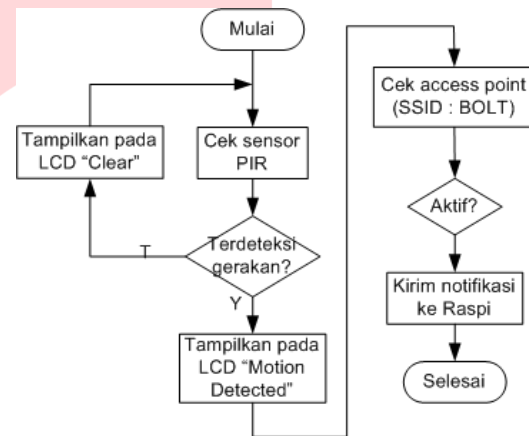 Mulai
Tampilkan pada
LCD “Clear”
Cek sensor
PIR
Terdeteksi
gerakan?
T
Y
Tampilkan pada
LCD “Motion
Detected”
Cek access point
(SSID : BOLT)
Aktif?
Kirim notifikasi
ke Raspi
Selesai